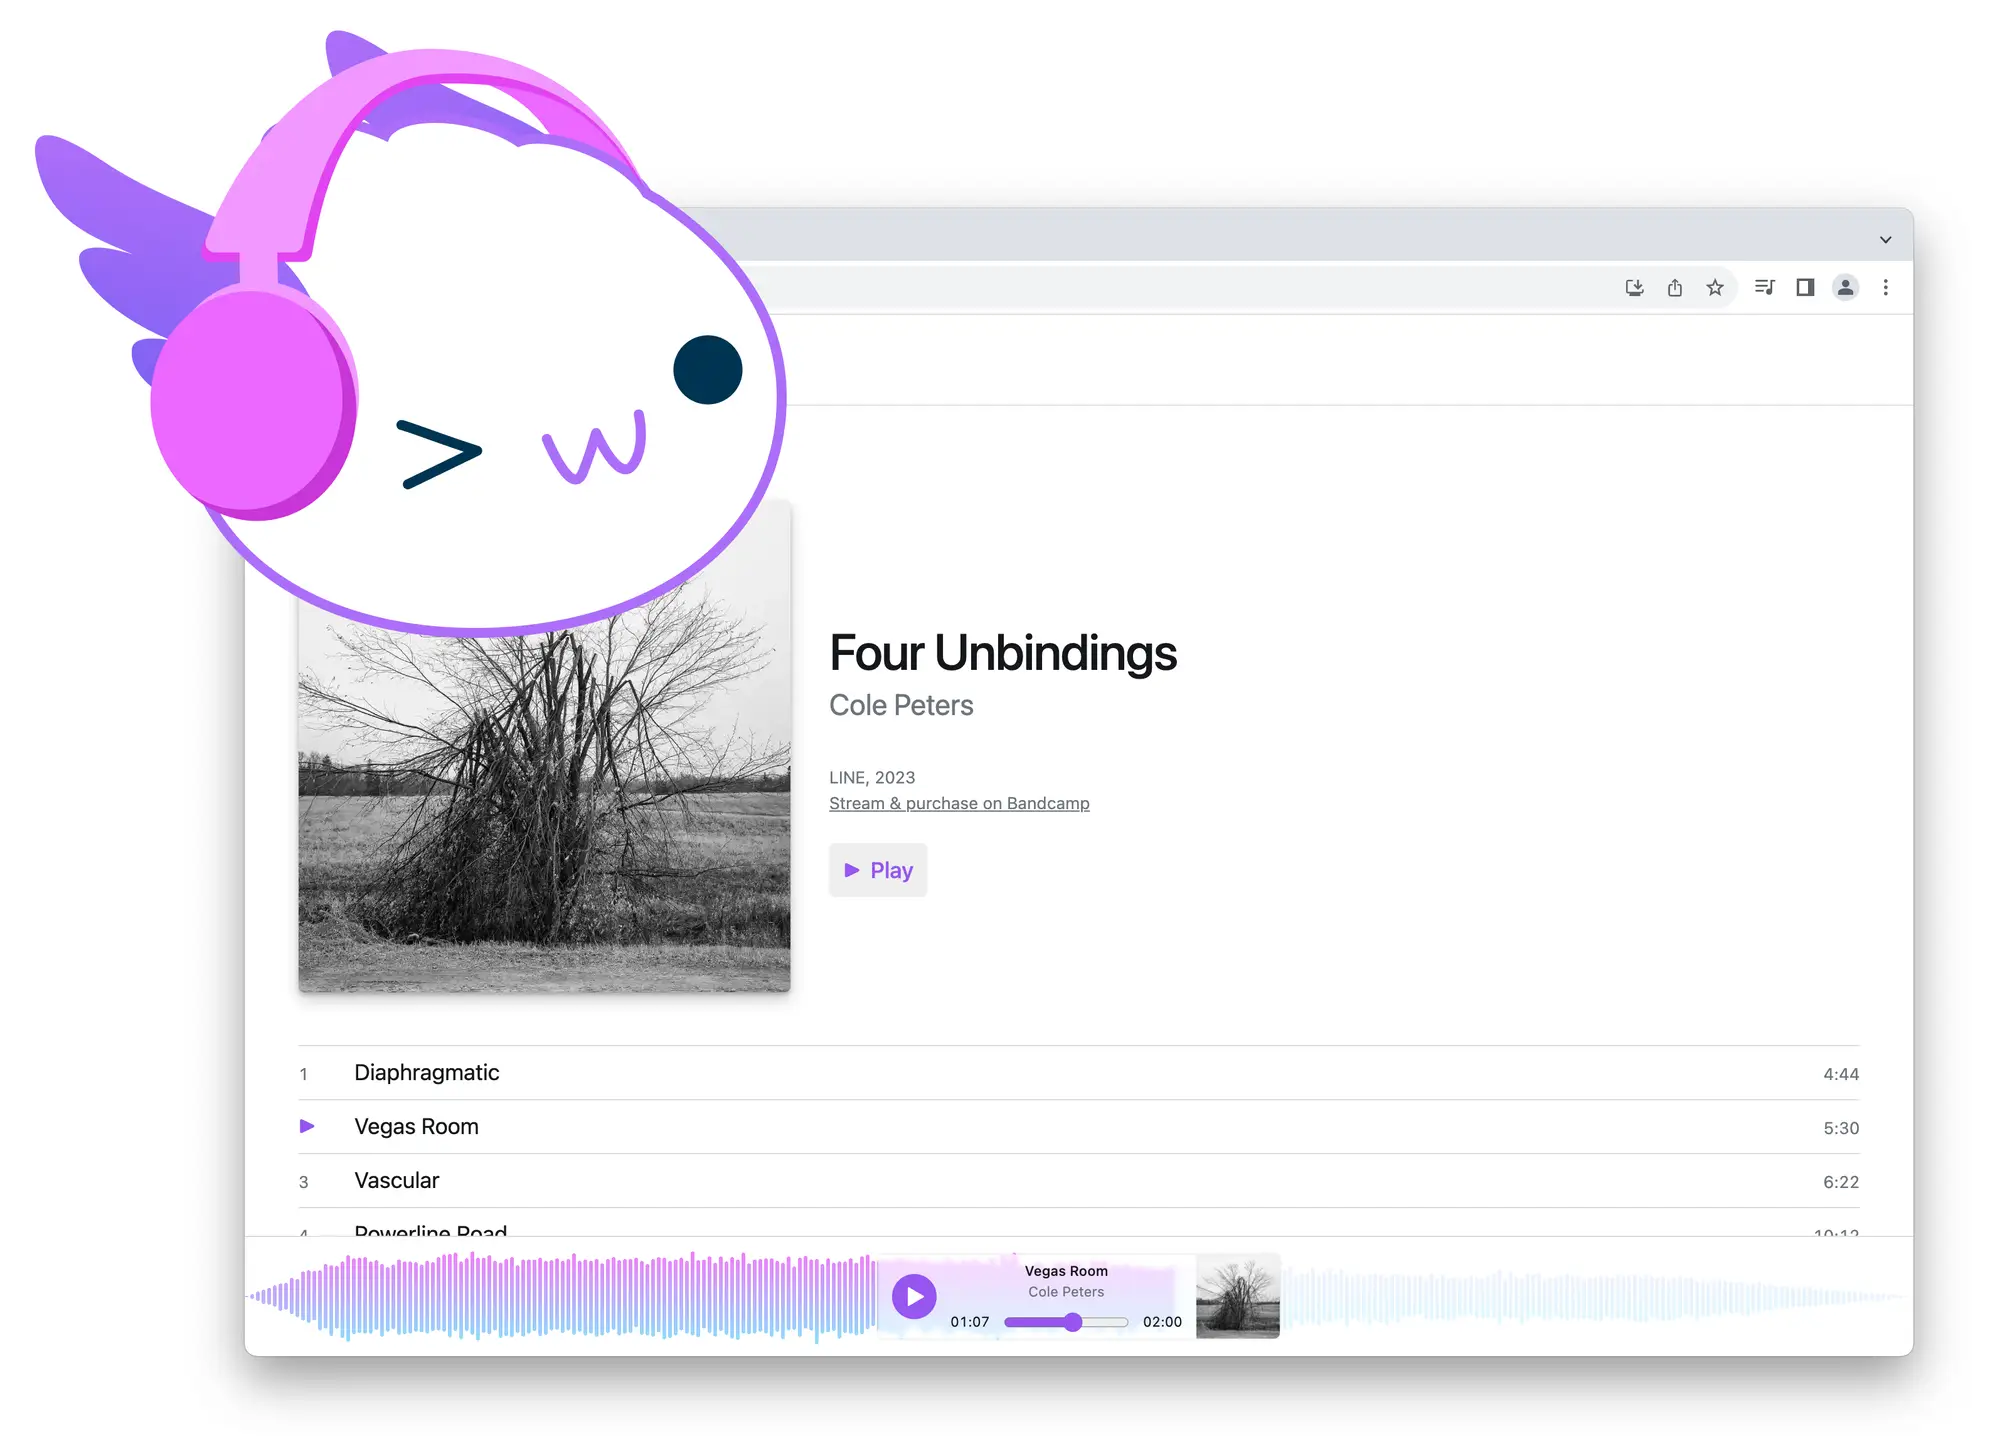 Four Unbindings
Cole Peters
LINE, 2023
Stream & purchase on Bandcamp
Play
1 Diaphragmatic 4:44
Vegas Room 5:30
3 Vascular 6:22
4 Powerline Road 10:12
Vegas Room
Cole Peters
01:07 02:00